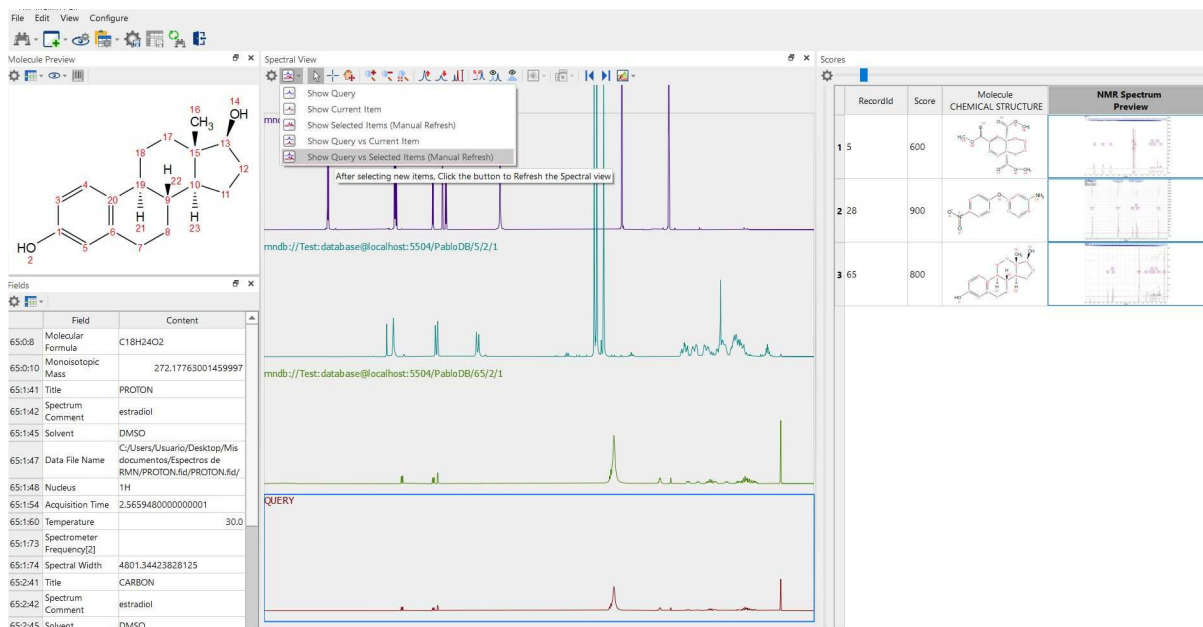 File Edit View Configure
Molecule Preview
14
16
OH
CH3
17
13
18
15
12
H
4
22
19
10
3
20
9
11
H
H
1
6
8
21
23
HO
5
7
2
Fields
Field Content
65:0:8 Molecular Formula C18H24O2
65:0:10 Monoisotopic Mass 272.17763001459997
65:1:41 Title PROTON
65:1:42 Spectrum Comment estradiol
65:1:45 Solvent DMSO
65:1:47 Data File Name C:/Users/Usuario/Desktop/Mis documentos/Espectros de RMN/PROTON.fid/PROTON.fid/
65:1:48 Nucleus 1H
65:1:54 Acquisition Time 2.5659480000000001
65:1:60 Temperature 30.0
65:1:73 Spectrometer Frequency[2]
65:1:74 Spectral Width 4801.34423828125
65:2:41 Title CARBON
65:2:42 Spectrum Comment estradiol
65:2:45 Solvent DMSO
Spectral View
Show Query
Show Current Item
Show Selected Items (Manual Refresh)
Show Query vs Current Item
Show Query vs Selected Items (Manual Refresh)
After selecting new items. Click the button to Refresh the Spectral view
mndb://Test:database@localhost:5504/PabloDB/5/2/1
mndb://Test:database@localhost:5504/PabloDB/65/2/1
QUERY
Scores
RecordId Score Molecule CHEMICAL STRUCTURE NMR Spectrum Preview
1 5 600
2 28 900
3 65 800